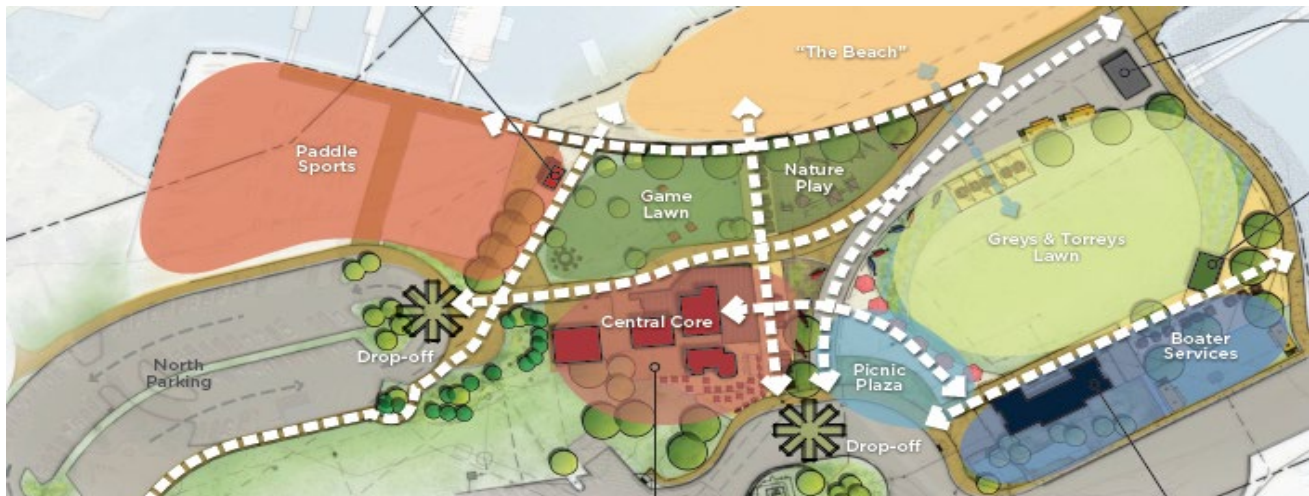 "The Beach"
Paddle
Sports
Nature
Play
Game
Lawn
Greys & Torreys
Lawn
Central Core
Boater
Services
Drop-off
North
Parking
Picnic
Plaza
Drop-off